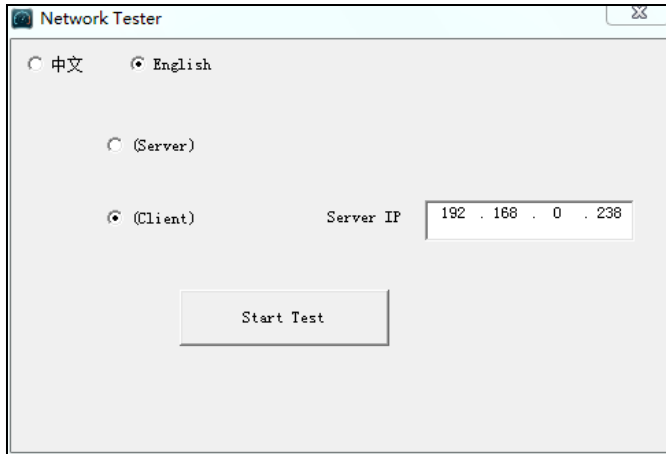 Network Tester
中文 English
(Server)
(Client) Server IP 192 . 168 . 0 . 238
Start Test